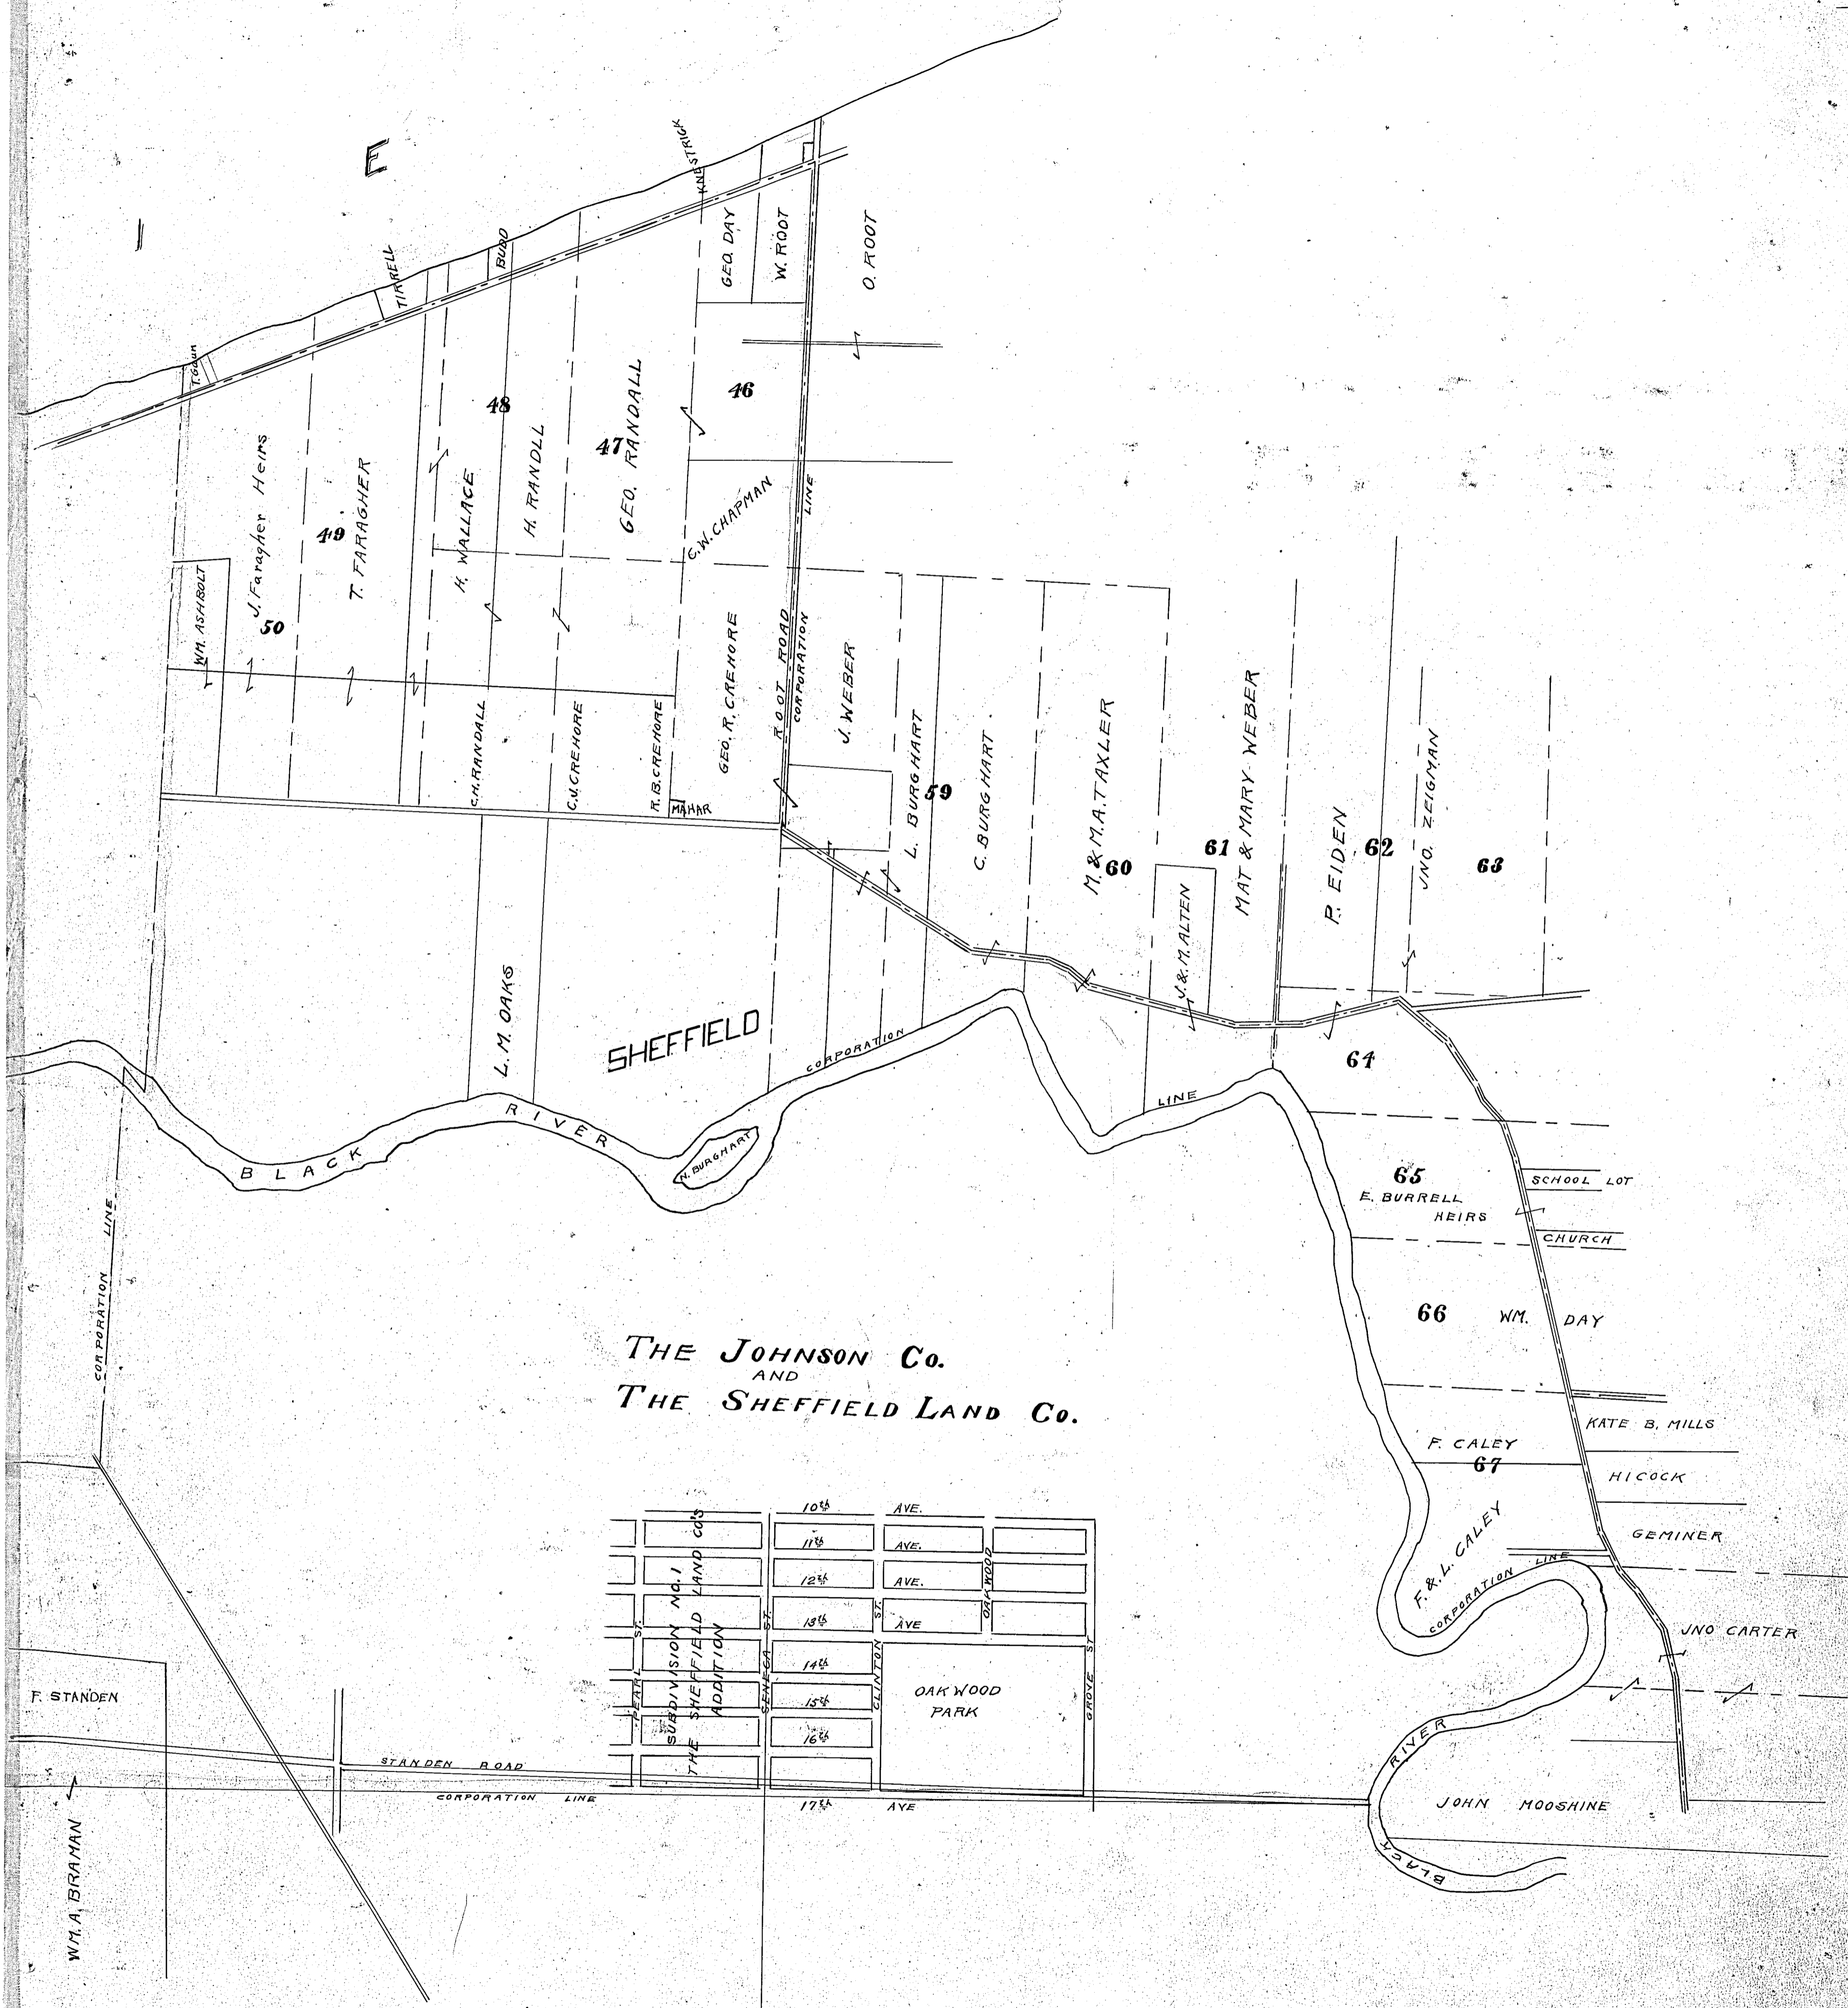 E
I
KNESTRICK
TIRRELL
BUDD
GEO. DAY
W. ROOT
O. ROOT
46
48
47
GEO. RANDALL
H. RANDLL
H. WALLACE
49
T. FARAGHER
J. Faragher Heirs
50
WM. ASHBOLT
C.W. CHAPMAN
LINE
CORPORATION
ROOT ROAD
GEO. R. CREHORE
C.H. RANDALL
C.J. CREHORE
R.B. CREHORE
MAHAR
J. WEBER
L. BURGHART
59
C. BURGHART
M. & M.A. TAXLER
60
61
J. & M. ALTEN
MAT & MARY WEBER
P. EIDEN
62
JNO. ZEIGMAN
63
L. M. OAKS
SHEFFIELD
CORPORATION
LINE
64
BLACK RIVER
N. BURGHART
65
E. BURRELL
HEIRS
SCHOOL LOT
CHURCH
66
WM. DAY
CORPORATION LINE
THE JOHNSON CO.
AND
THE SHEFFIELD LAND CO.
KATE B. MILLS
F. CALEY
67
HICOCK
GEMINER
F. & L. CALEY
CORPORATION LINE
JNO CARTER
10th AVE.
11th AVE.
12th AVE.
13th AVE
14th
15th
16th
17th AVE
OAKWOOD
PEARL ST.
SUBDIVISION NO. 1
THE SHEFFIELD LAND CO'S
ADDITION
SENECA ST.
CLINTON ST.
GROVE ST
OAKWOOD
PARK
F. STANDEN
STANDEN ROAD
CORPORATION LINE
WM. A. BRAMAN
RIVER
BLACK
JOHN MOOSHINE